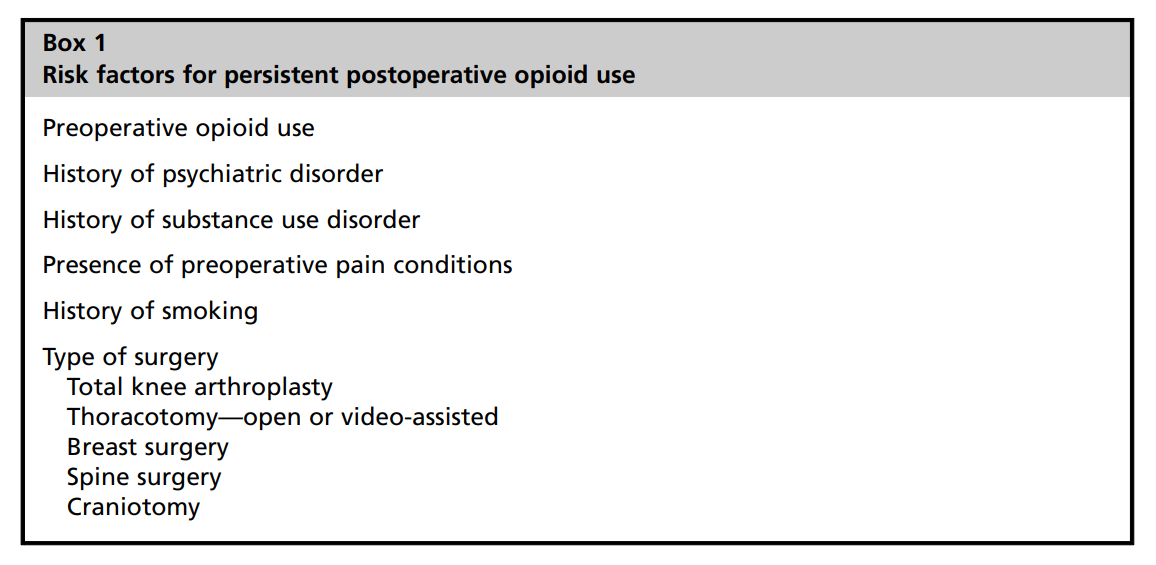 Box 1
Risk factors for persistent postoperative opioid use
Preoperative opioid use
History of psychiatric disorder
History of substance use disorder
Presence of preoperative pain conditions
History of smoking
Type of surgery
Total knee arthroplasty
Thoracotomy—open or video-assisted
Breast surgery
Spine surgery
Craniotomy